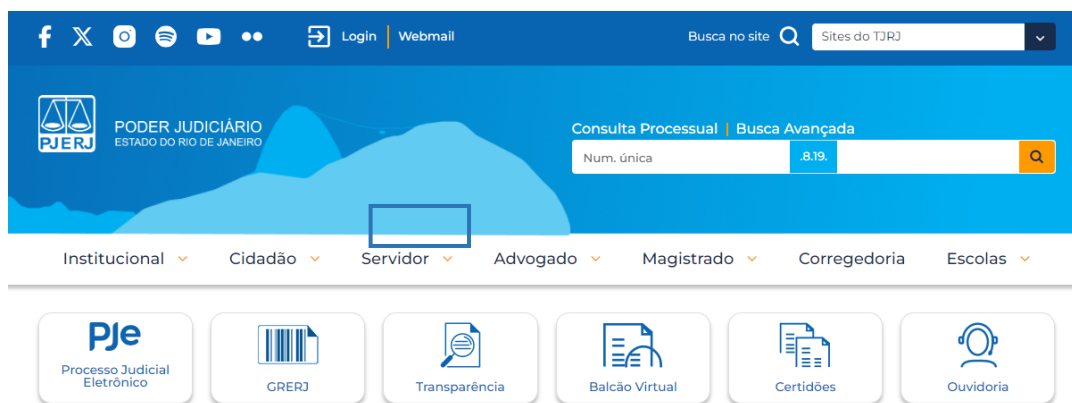 Login | Webmail
Busca no site
Sites do TJRJ
PJERJ
PODER JUDICIÁRIO
ESTADO DO RIO DE JANEIRO
Consulta Processual | Busca Avançada
Num. única
.8.19.
Institucional
Cidadão
Servidor
Advogado
Magistrado
Corregedoria
Escolas
PJe
Processo Judicial
Eletrônico
GRERJ
Transparência
Balcão Virtual
Certidões
Ouvidoria